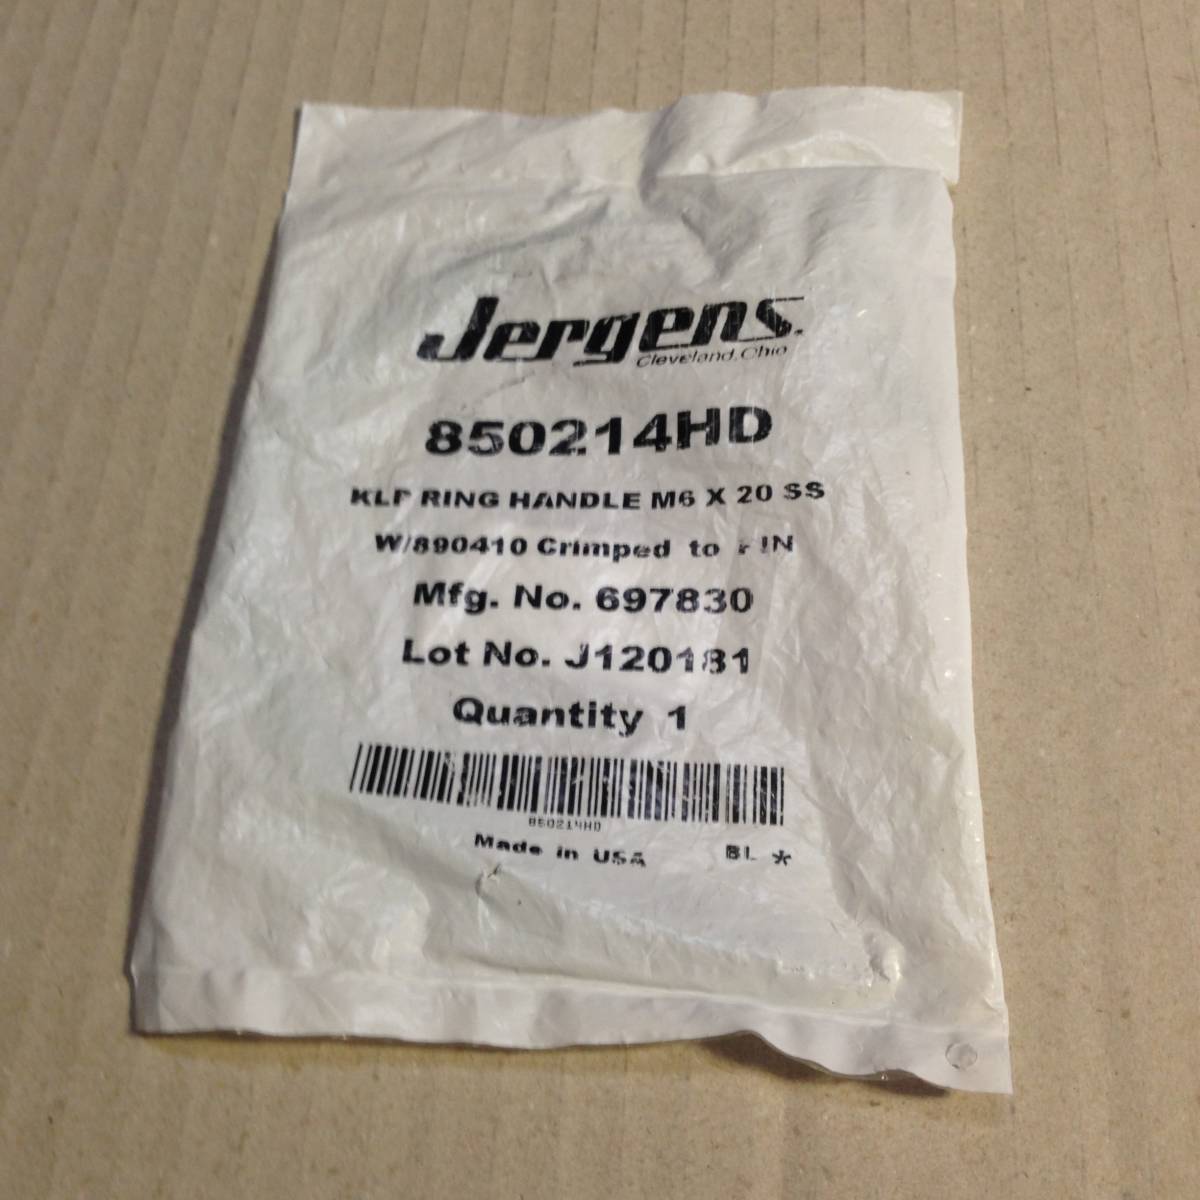 Jergens.
Cleveland, Ohio
850214HD
KLP RING HANDLE M6 X 20 SS
W/890410 Crimped to PIN
Mfg. No. 697830
Lot No. J120181
Quantity 1
850214HD
Made in USA BL *